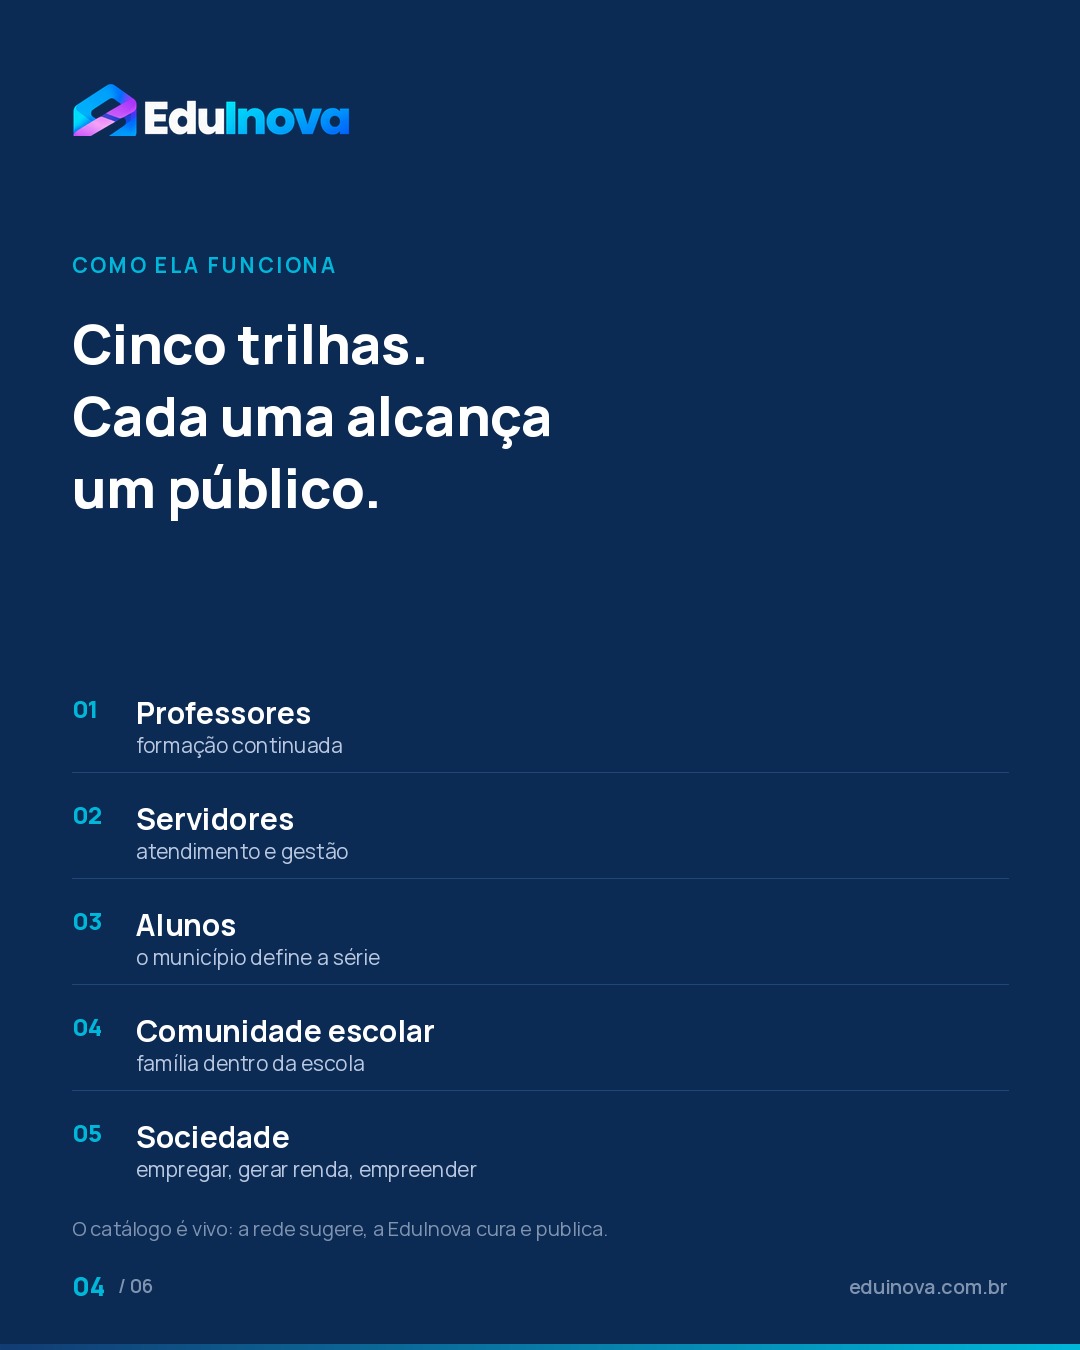 EduInova
COMO ELA FUNCIONA
Cinco trilhas.
Cada uma alcança
um público.
01 Professores
formação continuada
02 Servidores
atendimento e gestão
03 Alunos
o município define a série
04 Comunidade escolar
família dentro da escola
05 Sociedade
empregar, gerar renda, empreender
O catálogo é vivo: a rede sugere, a EduInova cura e publica.
04 / 06
eduinova.com.br